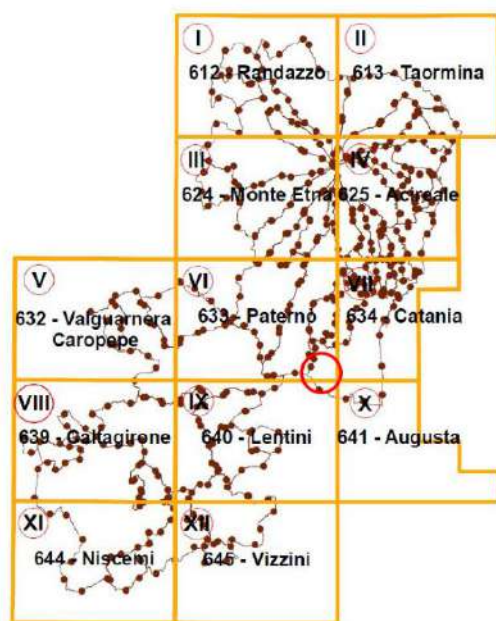 I
II
612 - Randazzo
613 - Taormina
III
IV
624 - Monte Etna
625 - Acireale
V
VI
VII
632 - Valguarnera
Caropepe
633 - Paternò
634 - Catania
VIII
IX
X
639 - Caltagirone
640 - Lentini
641 - Augusta
XI
XII
644 - Niscemi
645 - Vizzini